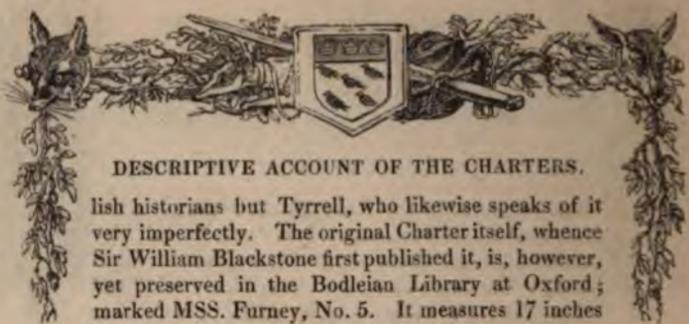 DESCRIPTIVE ACCOUNT OF THE CHARTERS.
lish historians but Tyrrell, who likewise speaks of it
very imperfectly. The original Charter itself, whence
Sir William Blackstone first published it, is, however,
yet preserved in the Bodleian Library at Oxford;
marked MSS. Furney, No. 5. It measures 17 inches